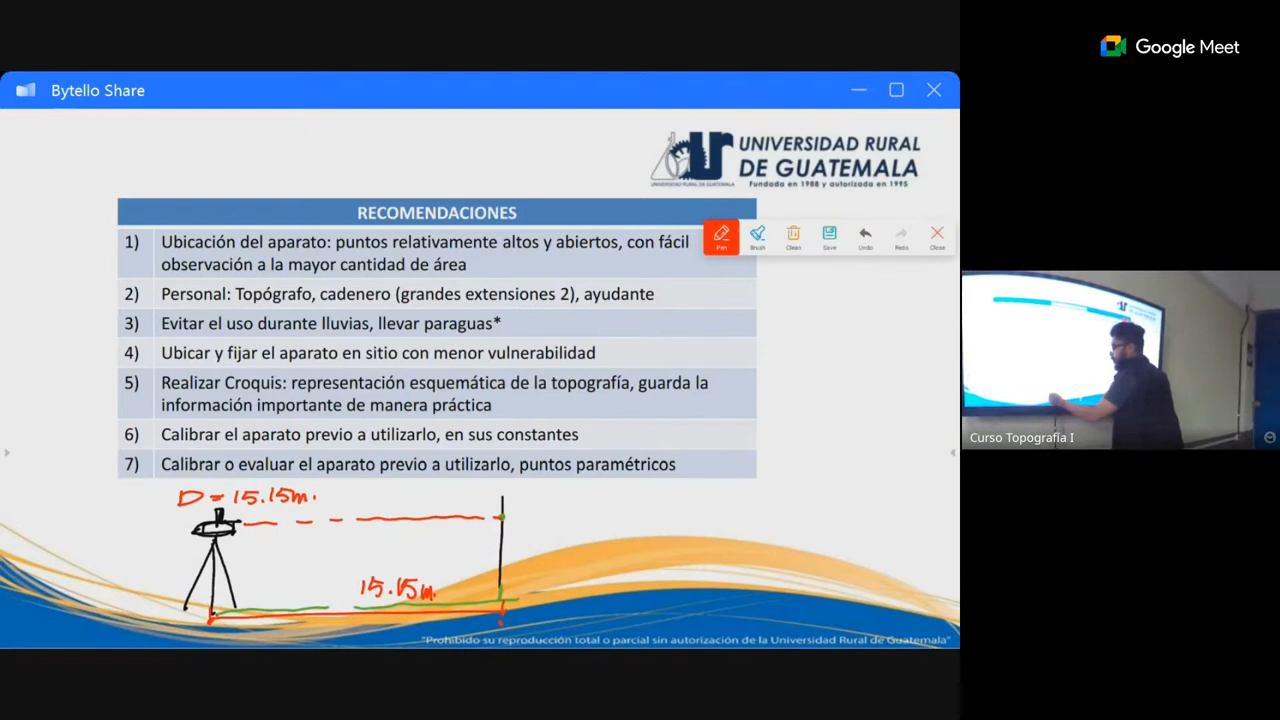 Google Meet
Bytello Share
UNIVERSIDAD RURAL
DE GUATEMALA
UNIVERSIDAD RURAL DE GUATEMALA
Fundada en 1988 y autorizada en 1995
RECOMENDACIONES
1) Ubicación del aparato: puntos relativamente altos y abiertos, con fácil
observación a la mayor cantidad de área
Pen Brush Clean Save Undo Redo Close
2) Personal: Topógrafo, cadenero (grandes extensiones 2), ayudante
3) Evitar el uso durante lluvias, llevar paraguas*
4) Ubicar y fijar el aparato en sitio con menor vulnerabilidad
5) Realizar Croquis: representación esquemática de la topografía, guarda la
información importante de manera práctica
6) Calibrar el aparato previo a utilizarlo, en sus constantes
7) Calibrar o evaluar el aparato previo a utilizarlo, puntos paramétricos
D = 15.15m.
15.15m.
"Prohibido su reproducción total o parcial sin autorización de la Universidad Rural de Guatemala"
Curso Topografía I